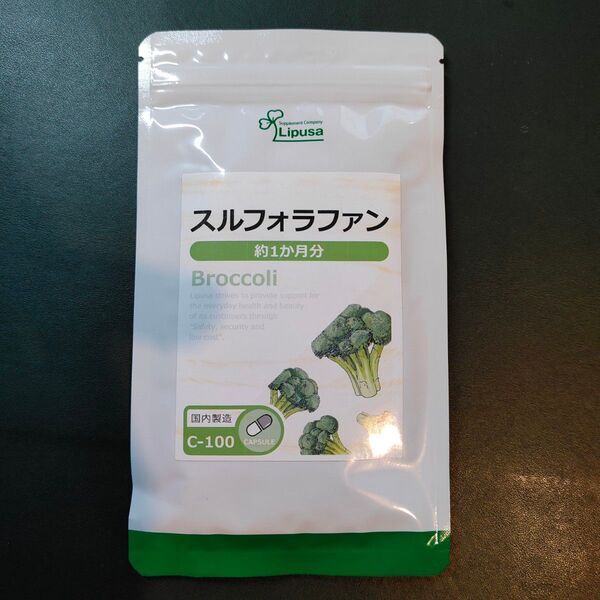 Supplement Company
Lipusa
スルフォラファン
約1か月分
Broccoli
Lipusa strives to provide support for
the everyday health and beauty
of its customers through
"Safety, security and
low cost".
国内製造
C-100
CAPSULE